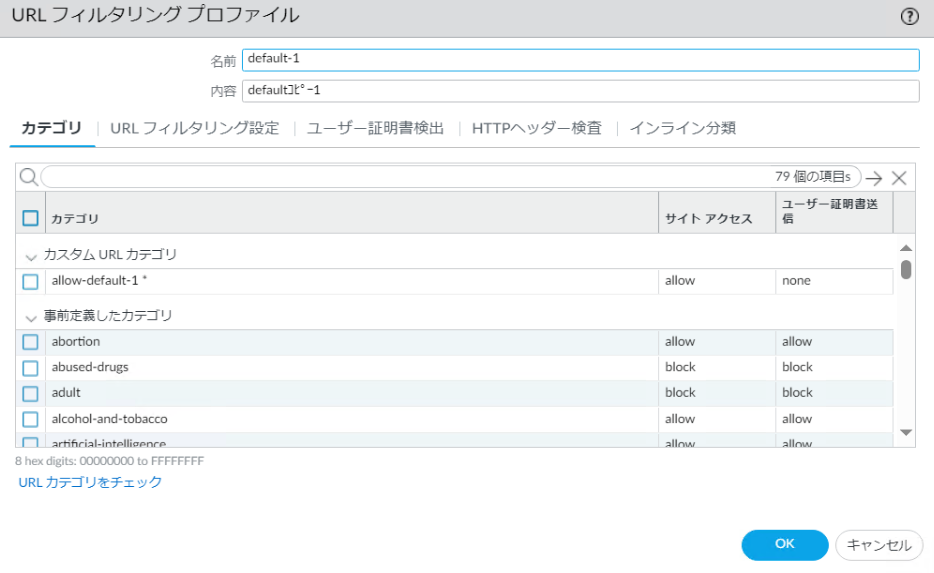 URL フィルタリング プロファイル
名前 default-1
内容 defaultｺﾋﾟｰ1
カテゴリ URL フィルタリング設定 ユーザー証明書検出 HTTPヘッダー検査 インライン分類
79 個の項目s
カテゴリ サイト アクセス ユーザー証明書送信
カスタム URL カテゴリ
allow-default-1 * allow none
事前定義したカテゴリ
abortion allow allow
abused-drugs block block
adult block block
alcohol-and-tobacco allow allow
artificial-intelligence allow allow
8 hex digits: 00000000 to FFFFFFFF
URL カテゴリをチェック
OK キャンセル